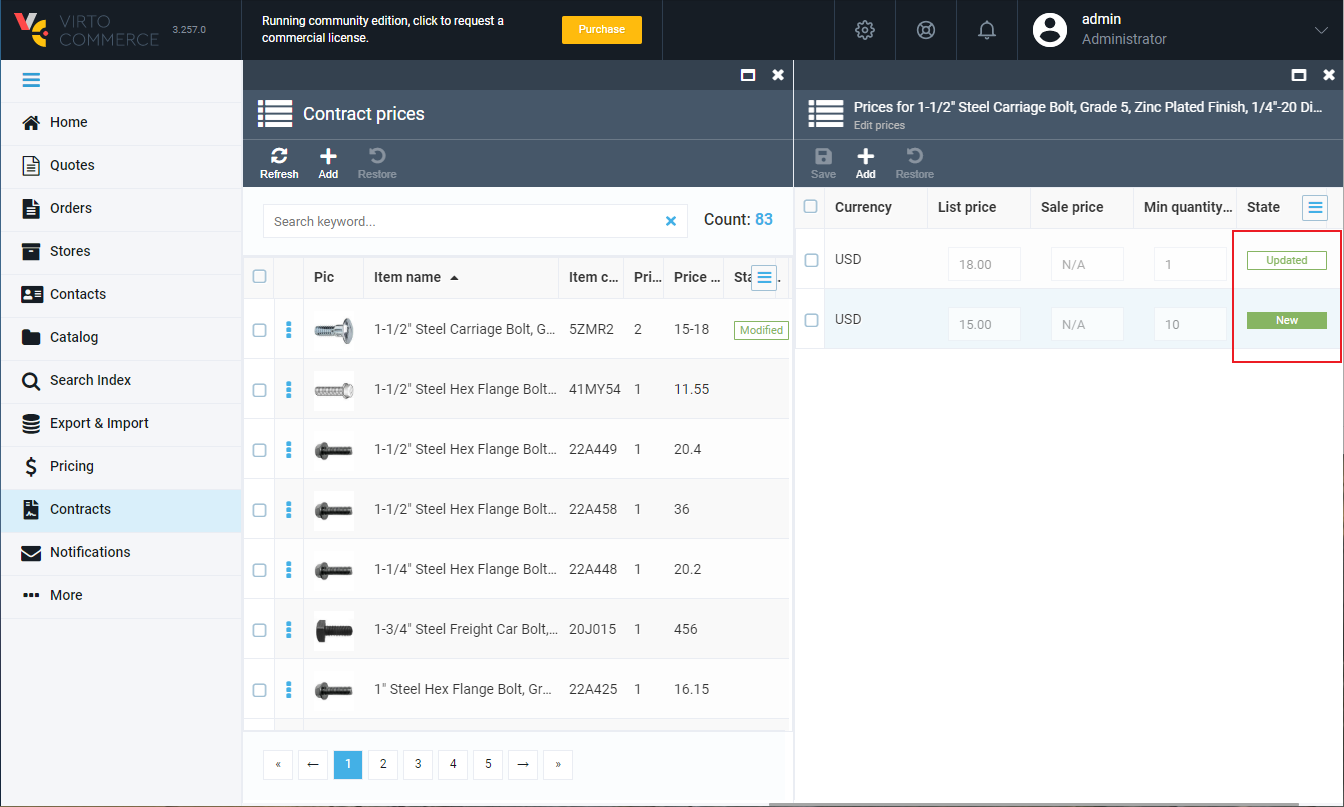 VIRTO
COMMERCE
3.257.0
Running community edition, click to request a
commercial license.
Purchase
admin
Administrator
Home
Quotes
Orders
Stores
Contacts
Catalog
Search Index
Export & Import
Pricing
Contracts
Notifications
More
Contract prices
Refresh
Add
Restore
Search keyword...
Count: 83
Pic Item name Item c... Pri... Price ... Sta .
1-1/2" Steel Carriage Bolt, G... 5ZMR2 2 15-18 Modified
1-1/2" Steel Hex Flange Bolt... 41MY54 1 11.55
1-1/2" Steel Hex Flange Bolt... 22A449 1 20.4
1-1/2" Steel Hex Flange Bolt... 22A458 1 36
1-1/4" Steel Hex Flange Bolt... 22A448 1 20.2
1-3/4" Steel Freight Car Bolt,... 20J015 1 456
1" Steel Hex Flange Bolt, Gr... 22A425 1 16.15
« ← 1 2 3 4 5 → »
Prices for 1-1/2" Steel Carriage Bolt, Grade 5, Zinc Plated Finish, 1/4"-20 Di...
Edit prices
Save
Add
Restore
Currency List price Sale price Min quantity... State
USD 18.00 N/A 1 Updated
USD 15.00 N/A 10 New